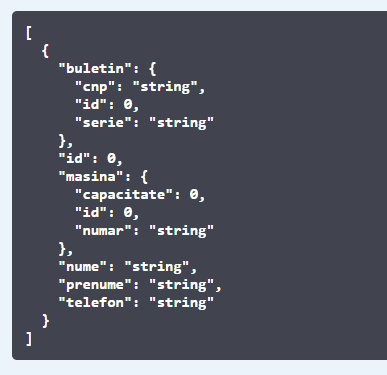 [
  {
    "buletin": {
      "cnp": "string",
      "id": 0,
      "serie": "string"
    },
    "id": 0,
    "masina": {
      "capacitate": 0,
      "id": 0,
      "numar": "string"
    },
    "nume": "string",
    "prenume": "string",
    "telefon": "string"
  }
]